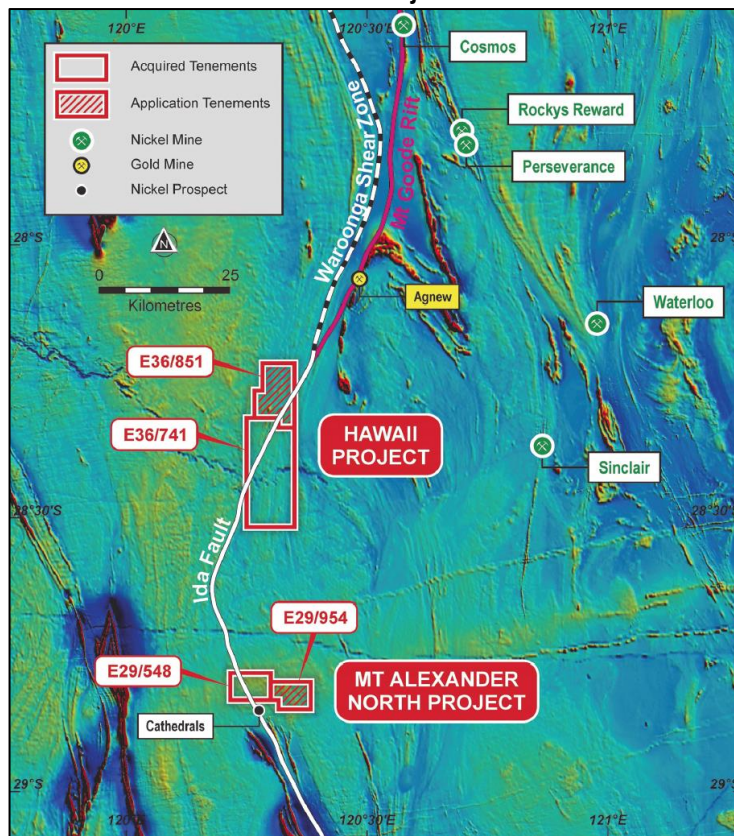 120°E
120°30'E
121°E
Acquired Tenements
Application Tenements
Nickel Mine
Gold Mine
Nickel Prospect
N
0
25
Kilometres
Cosmos
Rockys Reward
Perseverance
Waroonga Shear Zone
Mt Goode Rift
28°S
28°S
Agnew
Waterloo
E36/851
E36/741
HAWAII
PROJECT
Sinclair
28°30'S
28°30'S
Ida Fault
E29/954
E29/548
MT ALEXANDER
NORTH PROJECT
Cathedrals
29°S
29°S
120°E
120°30'E
121°E